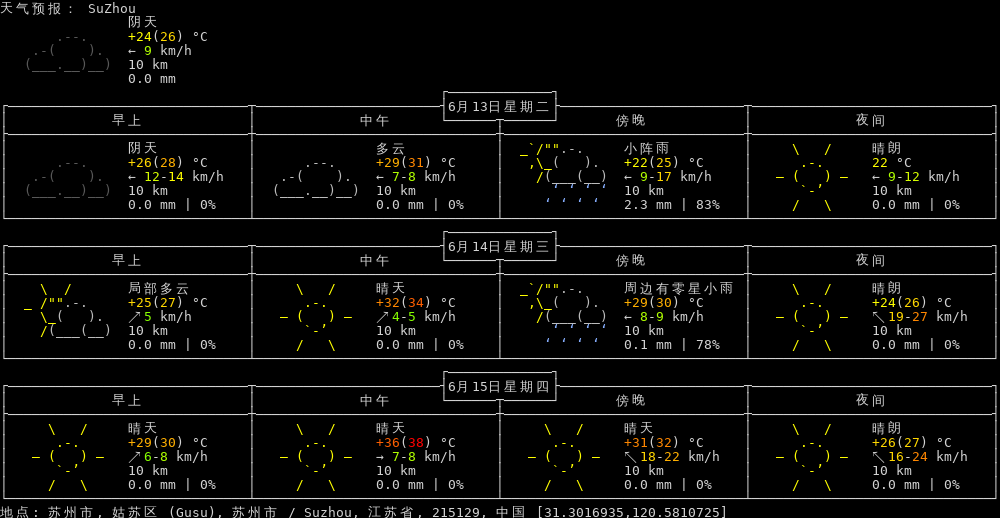 天气预报: SuZhou
阴天
+24(26) °C
← 9 km/h
10 km
0.0 mm
6月13日星期二
早上 中午 傍晚 夜间
阴天 多云 小阵雨 晴朗
+26(28) °C +29(31) °C +22(25) °C 22 °C
← 12-14 km/h ← 7-8 km/h ← 9-17 km/h ← 9-12 km/h
10 km 10 km 10 km 10 km
0.0 mm | 0% 0.0 mm | 0% 2.3 mm | 83% 0.0 mm | 0%
6月14日星期三
早上 中午 傍晚 夜间
局部多云 晴天 周边有零星小雨 晴朗
+25(27) °C +32(34) °C +29(30) °C +24(26) °C
↗ 5 km/h ↗ 4-5 km/h ← 8-9 km/h ↖ 19-27 km/h
10 km 10 km 10 km 10 km
0.0 mm | 0% 0.0 mm | 0% 0.1 mm | 78% 0.0 mm | 0%
6月15日星期四
早上 中午 傍晚 夜间
晴天 晴天 晴天 晴朗
+29(30) °C +36(38) °C +31(32) °C +26(27) °C
↗ 6-8 km/h → 7-8 km/h ↖ 18-22 km/h ↖ 16-24 km/h
10 km 10 km 10 km 10 km
0.0 mm | 0% 0.0 mm | 0% 0.0 mm | 0% 0.0 mm | 0%
地点: 苏州市, 姑苏区 (Gusu), 苏州市 / Suzhou, 江苏省, 215129, 中国 [31.3016935,120.5810725]